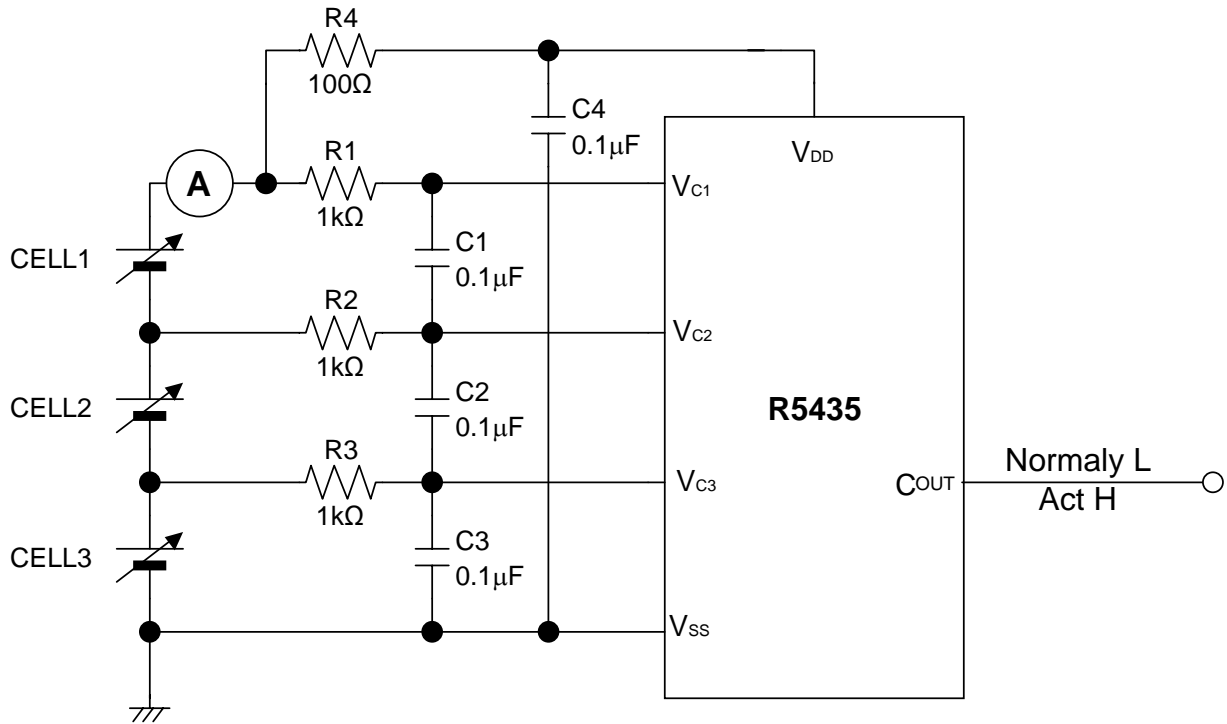 R4
100Ω
C4
0.1μF
VDD
R1
A
1kΩ
VC1
CELL1
C1
0.1μF
R2
1kΩ
VC2
CELL2
C2
0.1μF
R5435
R3
1kΩ
VC3
COUT
Normaly L
Act H
CELL3
C3
0.1μF
VSS